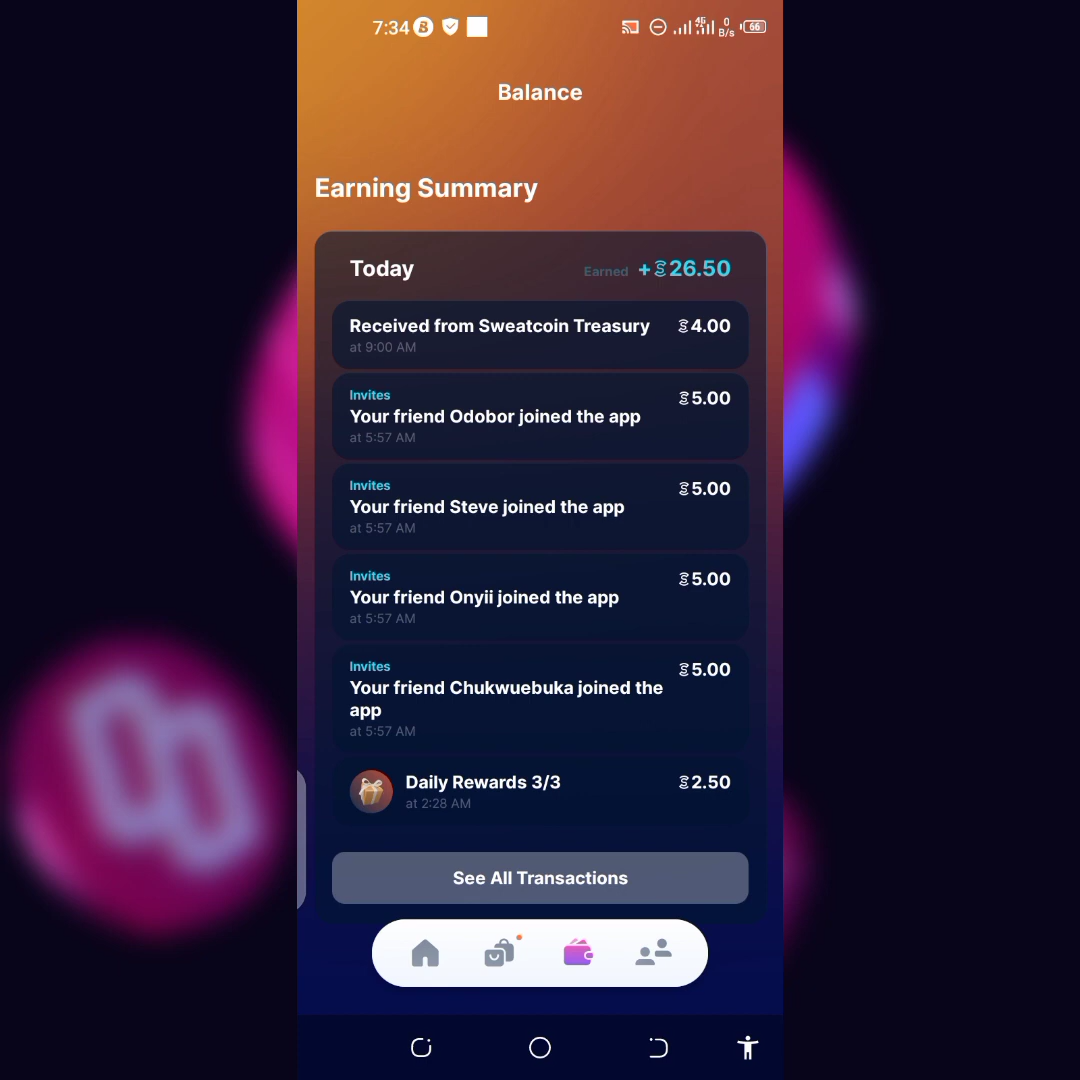 7:34
4G
0
B/s
66
Balance
Earning Summary
Today Earned +26.50
Received from Sweatcoin Treasury 4.00
at 9:00 AM
Invites
Your friend Odobor joined the app 5.00
at 5:57 AM
Invites
Your friend Steve joined the app 5.00
at 5:57 AM
Invites
Your friend Onyii joined the app 5.00
at 5:57 AM
Invites
Your friend Chukwuebuka joined the 5.00
app
at 5:57 AM
Daily Rewards 3/3 2.50
at 2:28 AM
See All Transactions